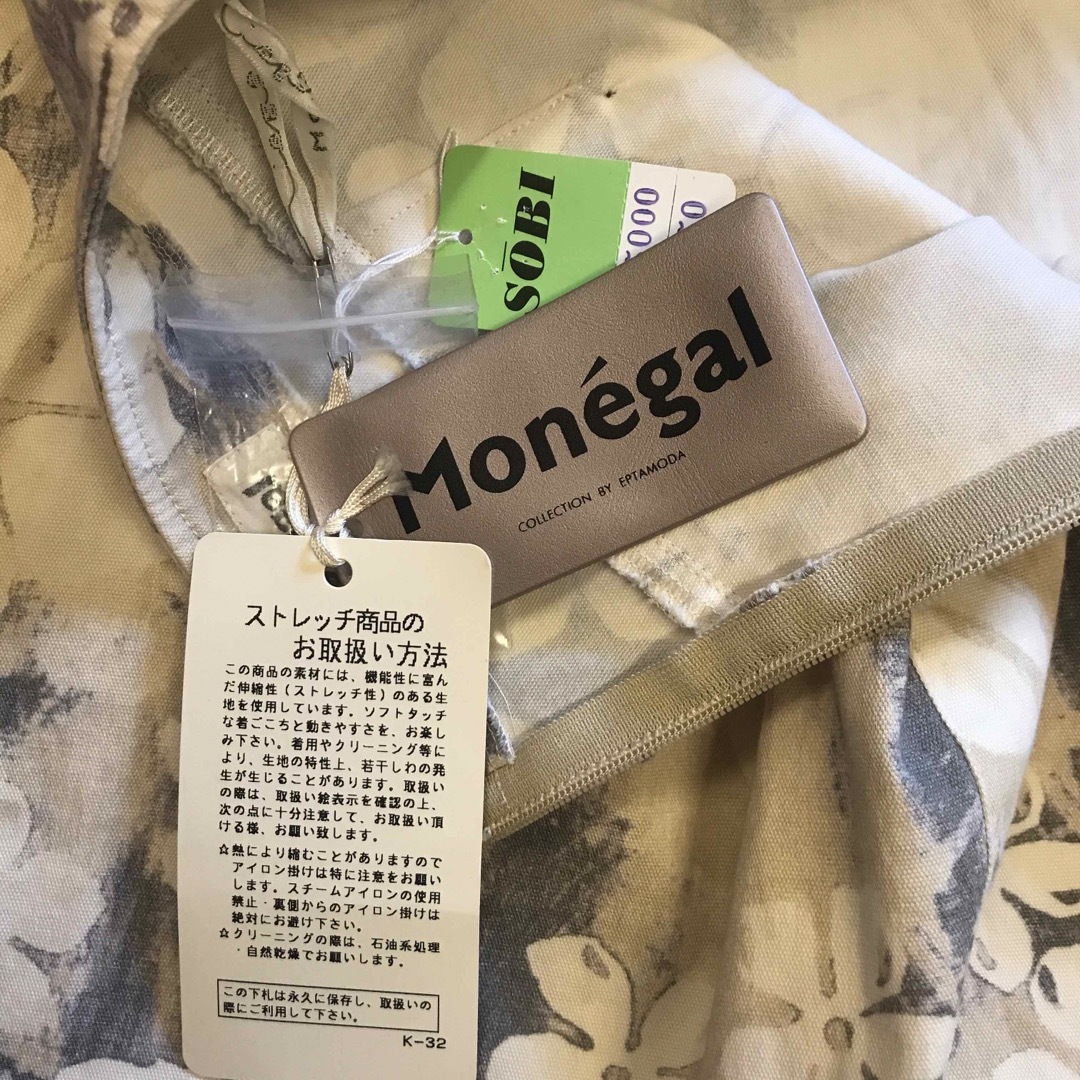 SŌBI
000
Monégal
COLLECTION BY EPTAMODA
ストレッチ商品の
お取扱い方法
この商品の素材には、機能性に富ん
だ伸縮性（ストレッチ性）のある生
地を使用しています。ソフトタッチ
な着ごこちと動きやすさを、お楽し
み下さい。着用やクリーニング等に
より、生地の特性上、若干しわの発
生が生じることがあります。取扱い
の際は、取扱い絵表示を確認の上、
次の点に十分注意して、お取扱い頂
ける様、お願い致します。
☆熱により縮むことがありますので
アイロン掛けは特に注意をお願い
します。スチームアイロンの使用
禁止・裏側からのアイロン掛けは
絶対にお避け下さい。
☆クリーニングの際は、石油系処理
・自然乾燥でお願いします。
この下札は永久に保存し、取扱いの
際にご利用して下さい。
K-32